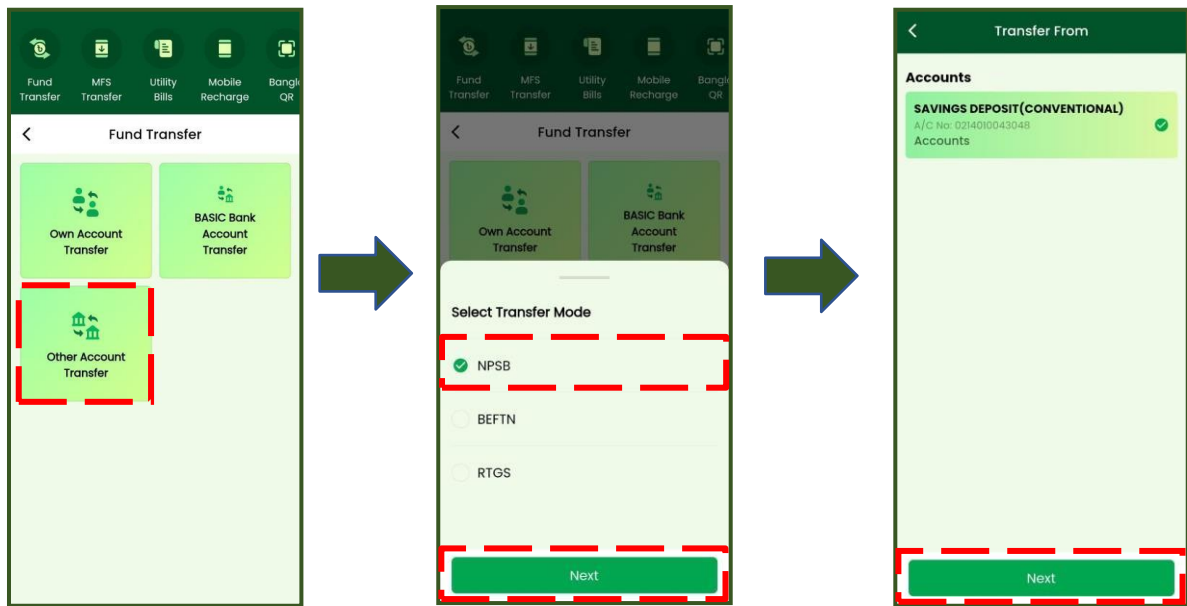 Fund
Transfer
MFS
Transfer
Utility
Bills
Mobile
Recharge
QR
Fund Transfer
Own Account
Transfer
BASIC Bank
Account
Transfer
Other Account
Transfer
Fund
Transfer
MFS
Transfer
Utility
Bills
Mobile
Recharge
QR
Fund Transfer
Own Account
Transfer
BASIC Bank
Account
Transfer
Select Transfer Mode
NPSB
BEFTN
RTGS
Next
Transfer From
Accounts
SAVINGS DEPOSIT(CONVENTIONAL)
A/C No: 0214010043048
Accounts
Next